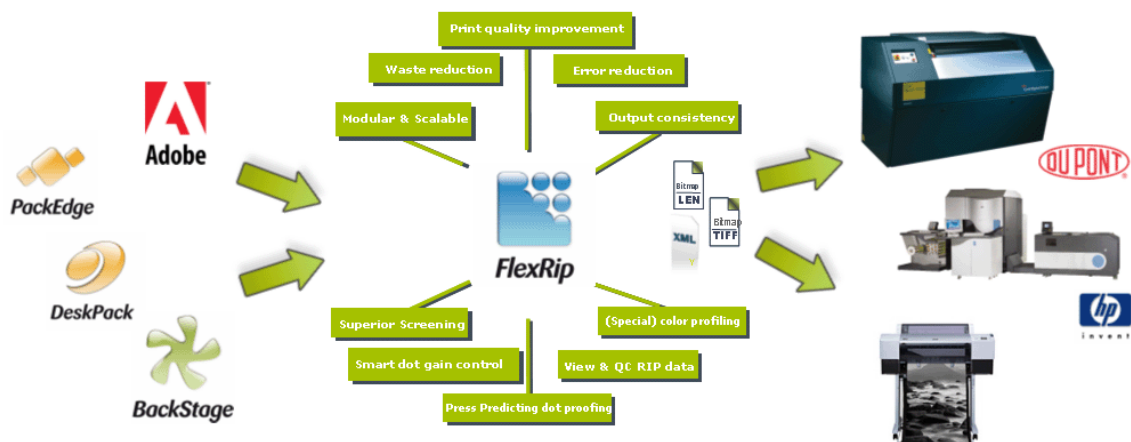 Print quality improvement
Waste reduction
Error reduction
Modular & Scalable
Output consistency
Adobe
PackEdge
DeskPack
BackStage
FlexRip
Bitmap
LEN
Bitmap
TIFF
XML
DUPONT
hp
invent
Superior Screening
(Special) color profiling
Smart dot gain control
View & QC RIP data
Press Predicting dot proofing